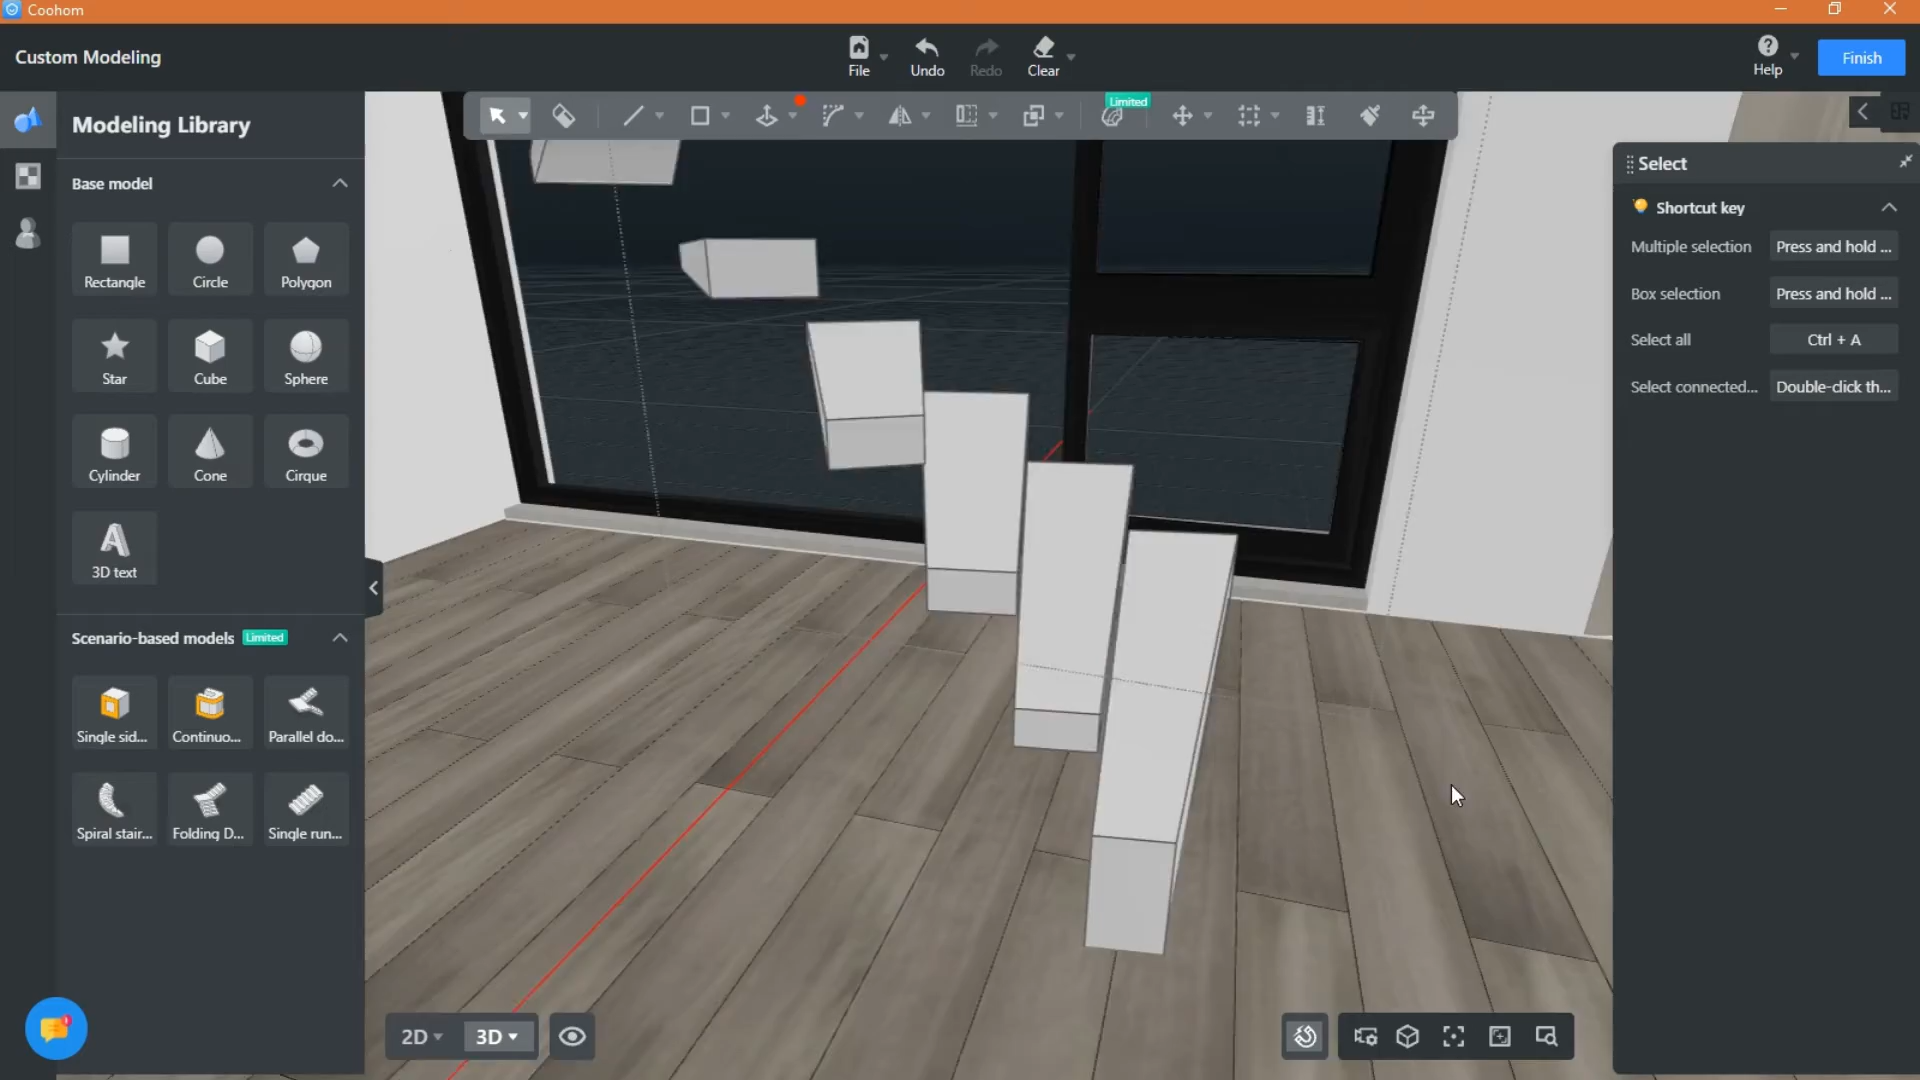 Coohom
Custom Modeling
File
Undo
Redo
Clear
Help
Finish
Limited
Modeling Library
Base model
Rectangle
Circle
Polygon
Star
Cube
Sphere
Cylinder
Cone
Cirque
3D text
Scenario-based models Limited
Single sid...
Continuo...
Parallel do...
Spiral stair...
Folding D...
Single run...
Select
Shortcut key
Multiple selection Press and hold ...
Box selection Press and hold ...
Select all Ctrl + A
Select connected... Double-click th...
2D
3D